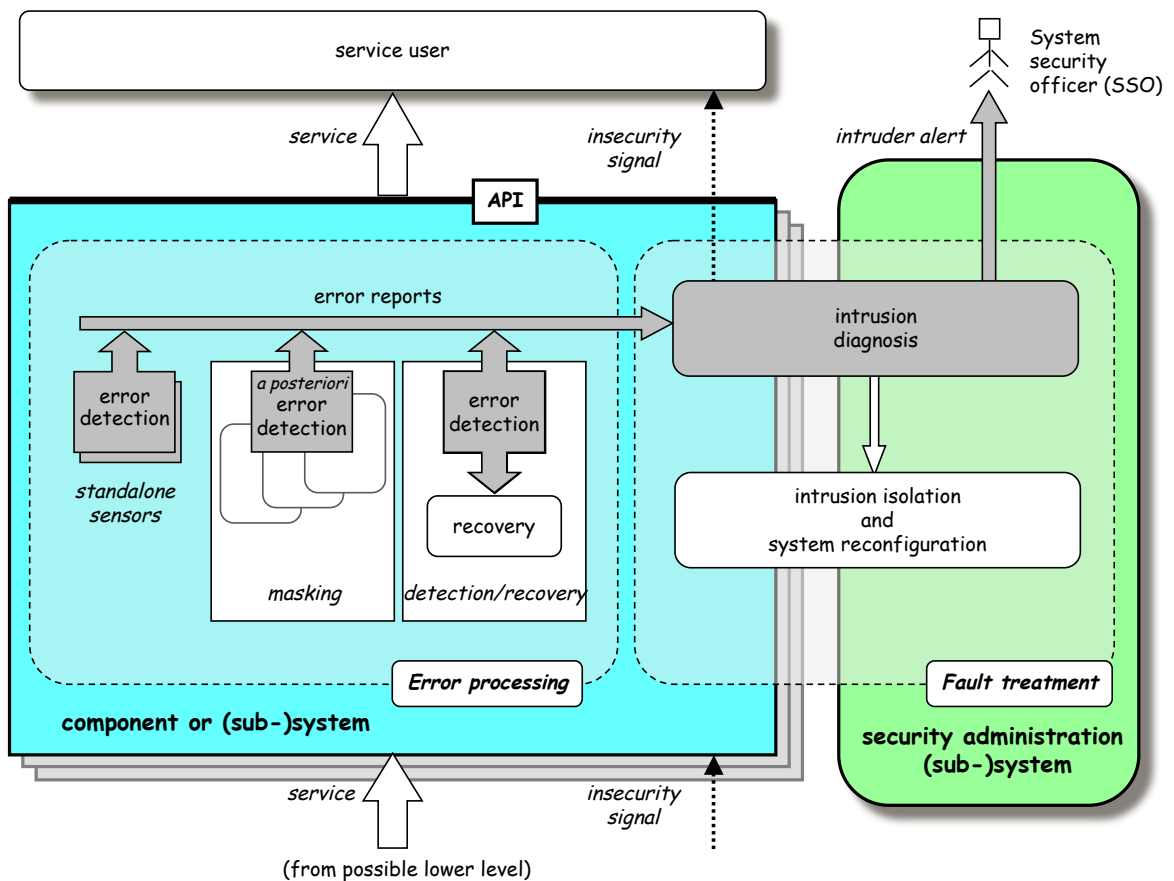 service user
System
security
officer (SSO)
service
insecurity
signal
intruder alert
API
error reports
intrusion
diagnosis
error
detection
a posteriori
error
detection
error
detection
standalone
sensors
recovery
intrusion isolation
and
system reconfiguration
masking
detection/recovery
Error processing
Fault treatment
component or (sub-)system
security administration
(sub-)system
service
insecurity
signal
(from possible lower level)